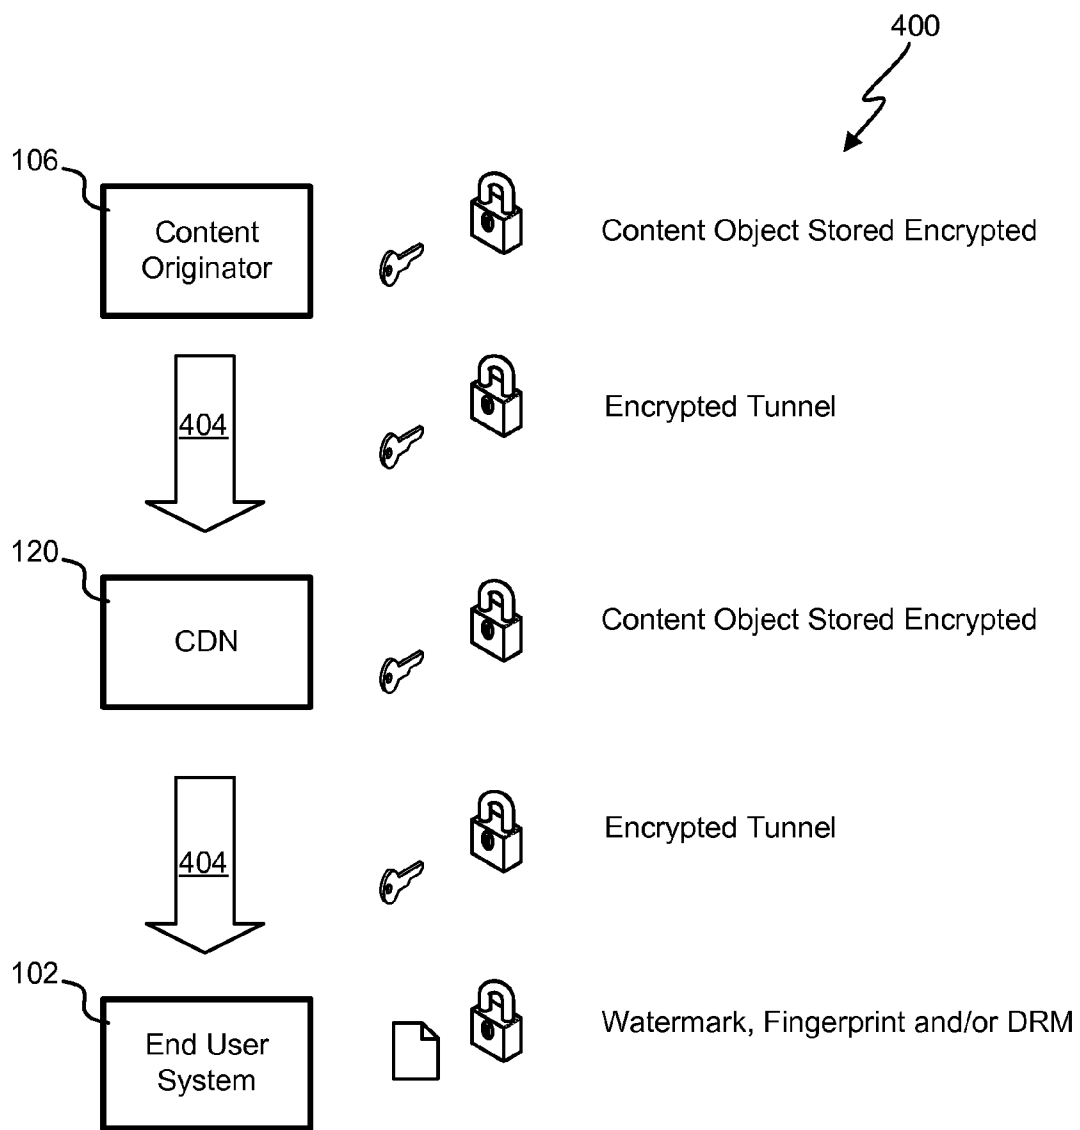 400
106
Content
Originator
Content Object Stored Encrypted
404
Encrypted Tunnel
120
CDN
Content Object Stored Encrypted
404
Encrypted Tunnel
102
End User
System
Watermark, Fingerprint and/or DRM